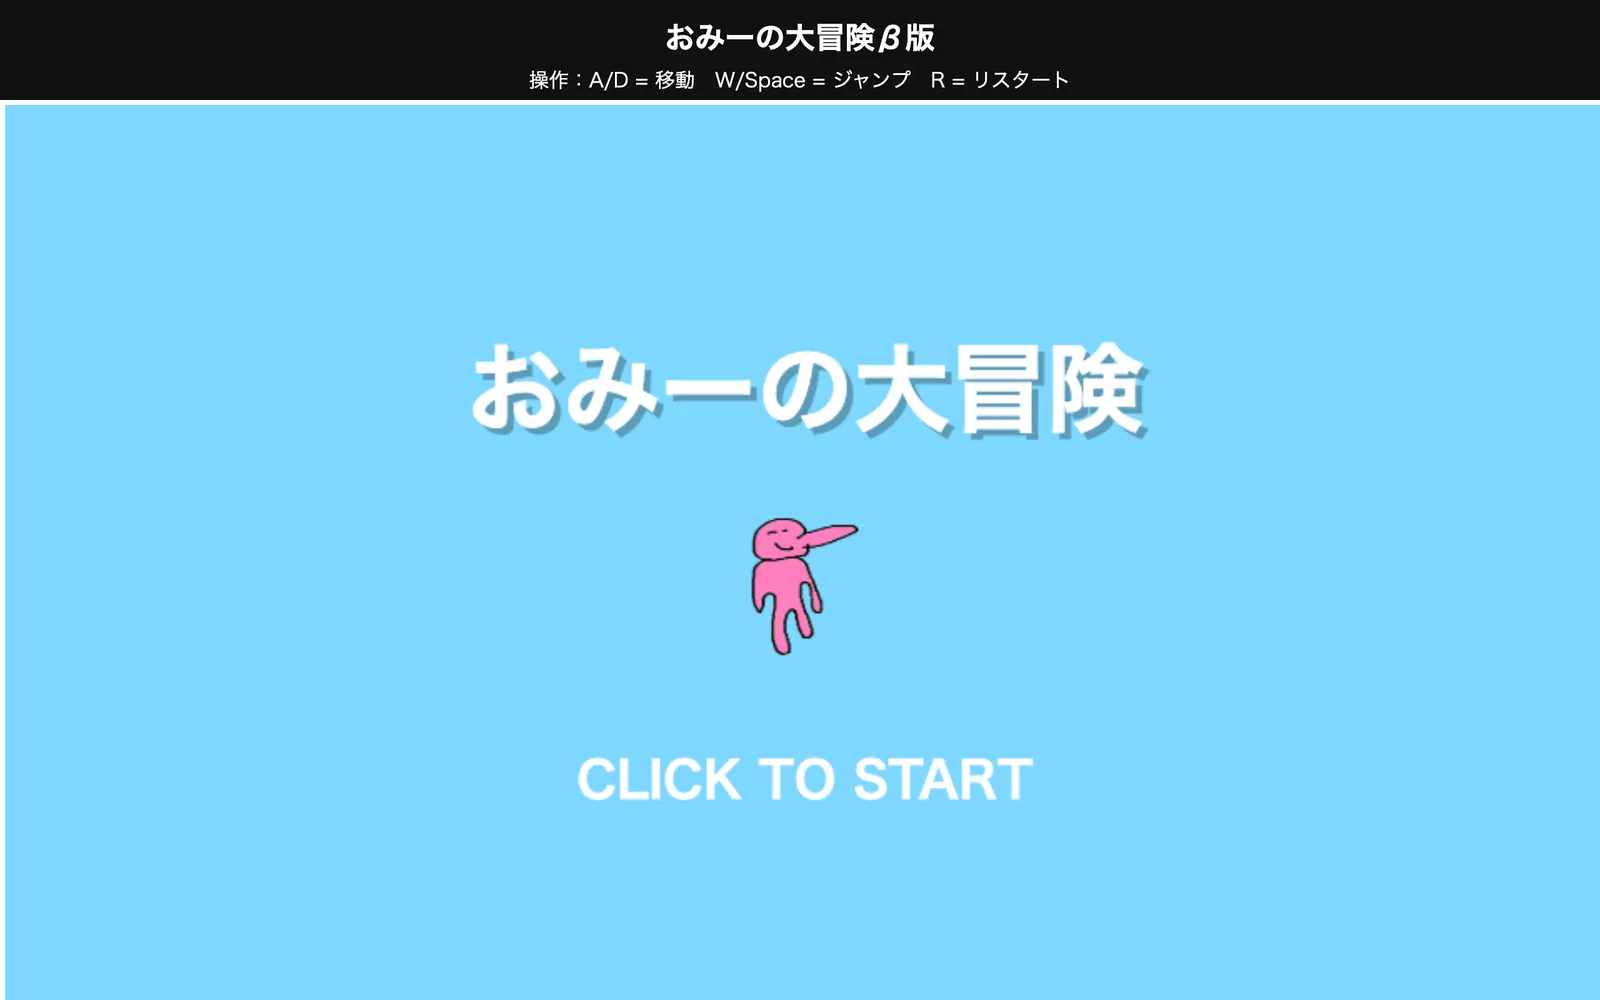 おみーの大冒険β版
操作：A/D = 移動　W/Space = ジャンプ　R = リスタート
おみーの大冒険
CLICK TO START